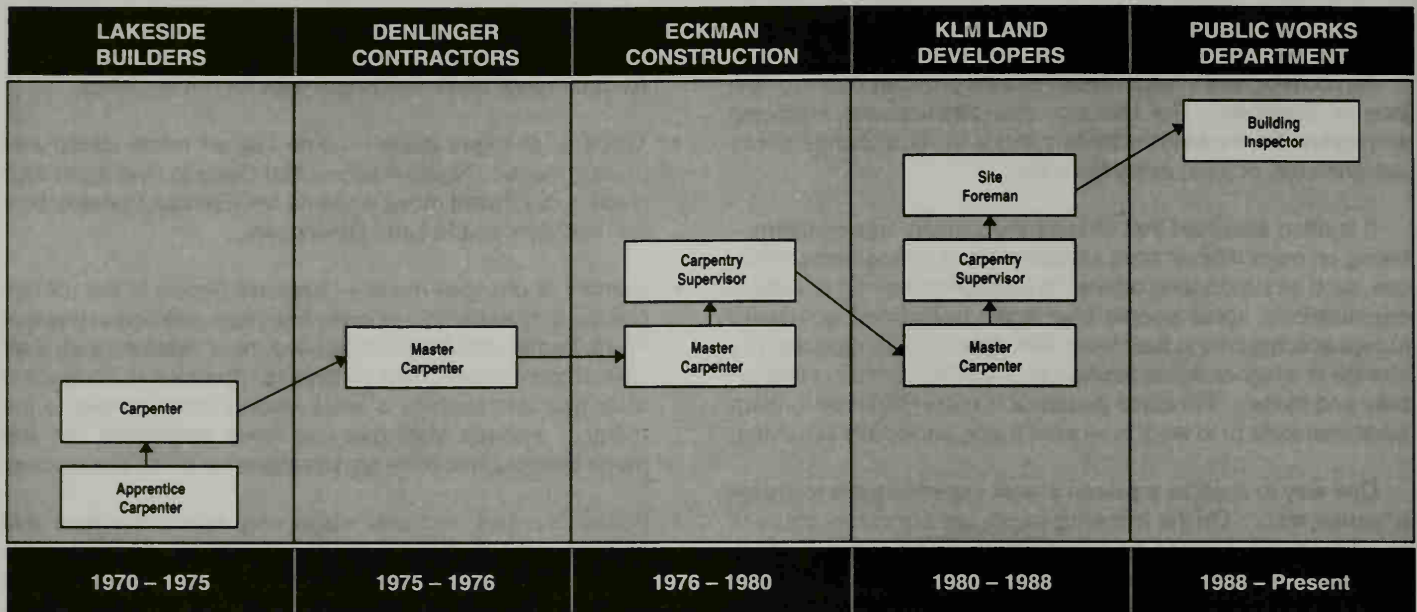 LAKESIDE
BUILDERS
DENLINGER
CONTRACTORS
ECKMAN
CONSTRUCTION
KLM LAND
DEVELOPERS
PUBLIC WORKS
DEPARTMENT
Building
Inspector
Site
Foreman
Carpentry
Supervisor
Carpentry
Supervisor
Master
Carpenter
Master
Carpenter
Master
Carpenter
Carpenter
Apprentice
Carpenter
1970 – 1975
1975 – 1976
1976 – 1980
1980 – 1988
1988 – Present